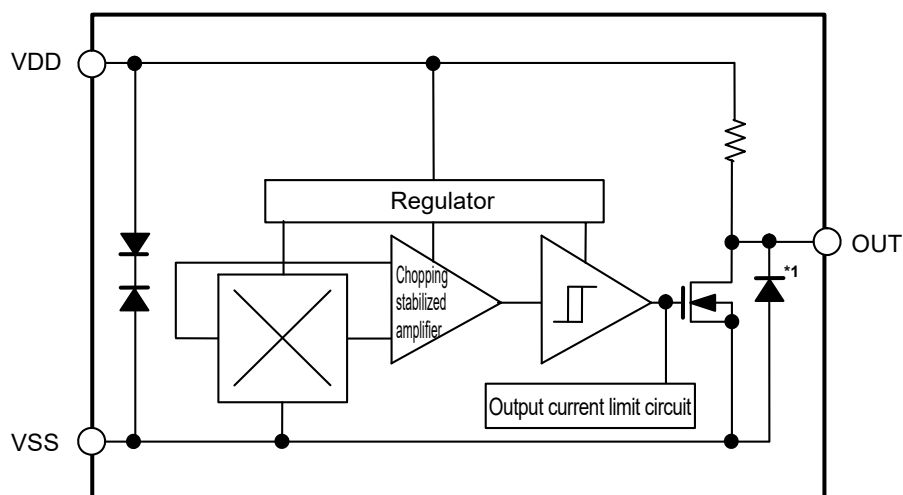 VDD
Regulator
OUT
*1
Chopping
stabilized
amplifier
Output current limit circuit
VSS